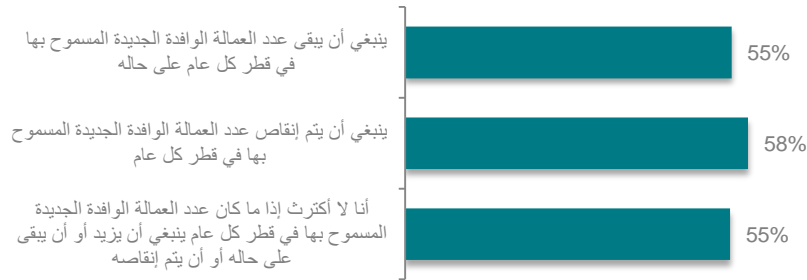 ينبغي أن يبقى عدد العمالة الوافدة الجديدة المسموح بها
في قطر كل عام على حاله
55%
ينبغي أن يتم إنقاص عدد العمالة الوافدة الجديدة المسموح
بها في قطر كل عام
58%
أنا لا أكترث إذا ما كان عدد العمالة الوافدة الجديدة
المسموح بها في قطر كل عام ينبغي أن يزيد أو أن يبقى
على حاله أو أن يتم إنقاصه
55%